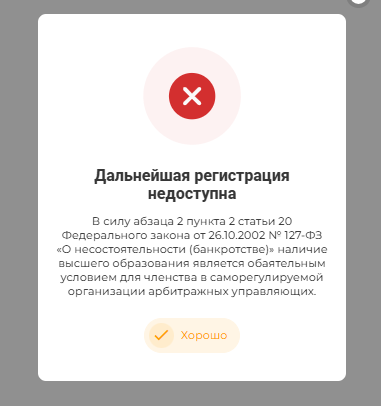 Дальнейшая регистрация
недоступна
В силу абзаца 2 пункта 2 статьи 20
Федерального закона от 26.10.2002 № 127-ФЗ
«О несостоятельности (банкротстве)» наличие
высшего образования является обаятельным
условием для членства в саморегулируемой
организации арбитражных управляющих.
Хорошо